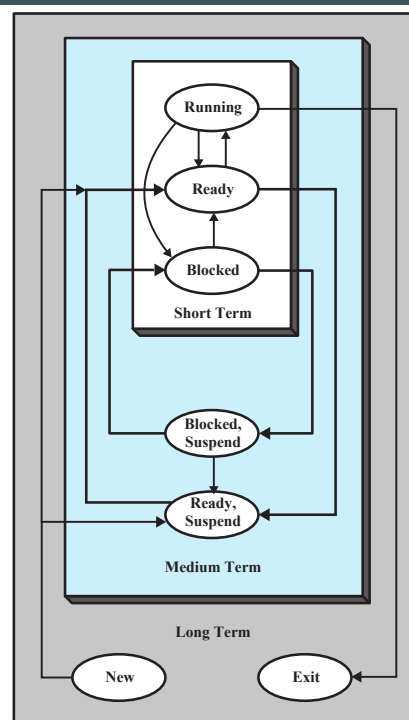 Running
Ready
Blocked
Short Term
Blocked,
Suspend
Ready,
Suspend
Medium Term
Long Term
New
Exit